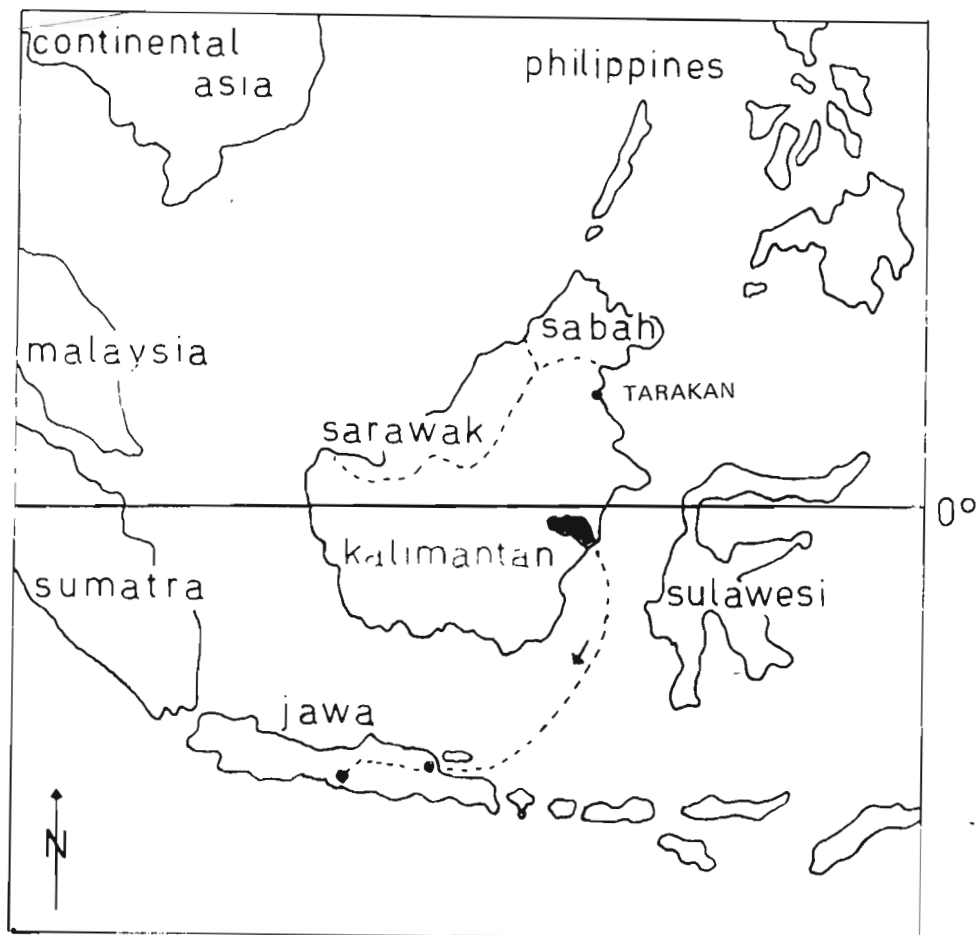 continental
asia
philippines
sabah
malaysia
TARAKAN
sarawak
0°
kalimantan
sumatra
sulawesi
jawa
N